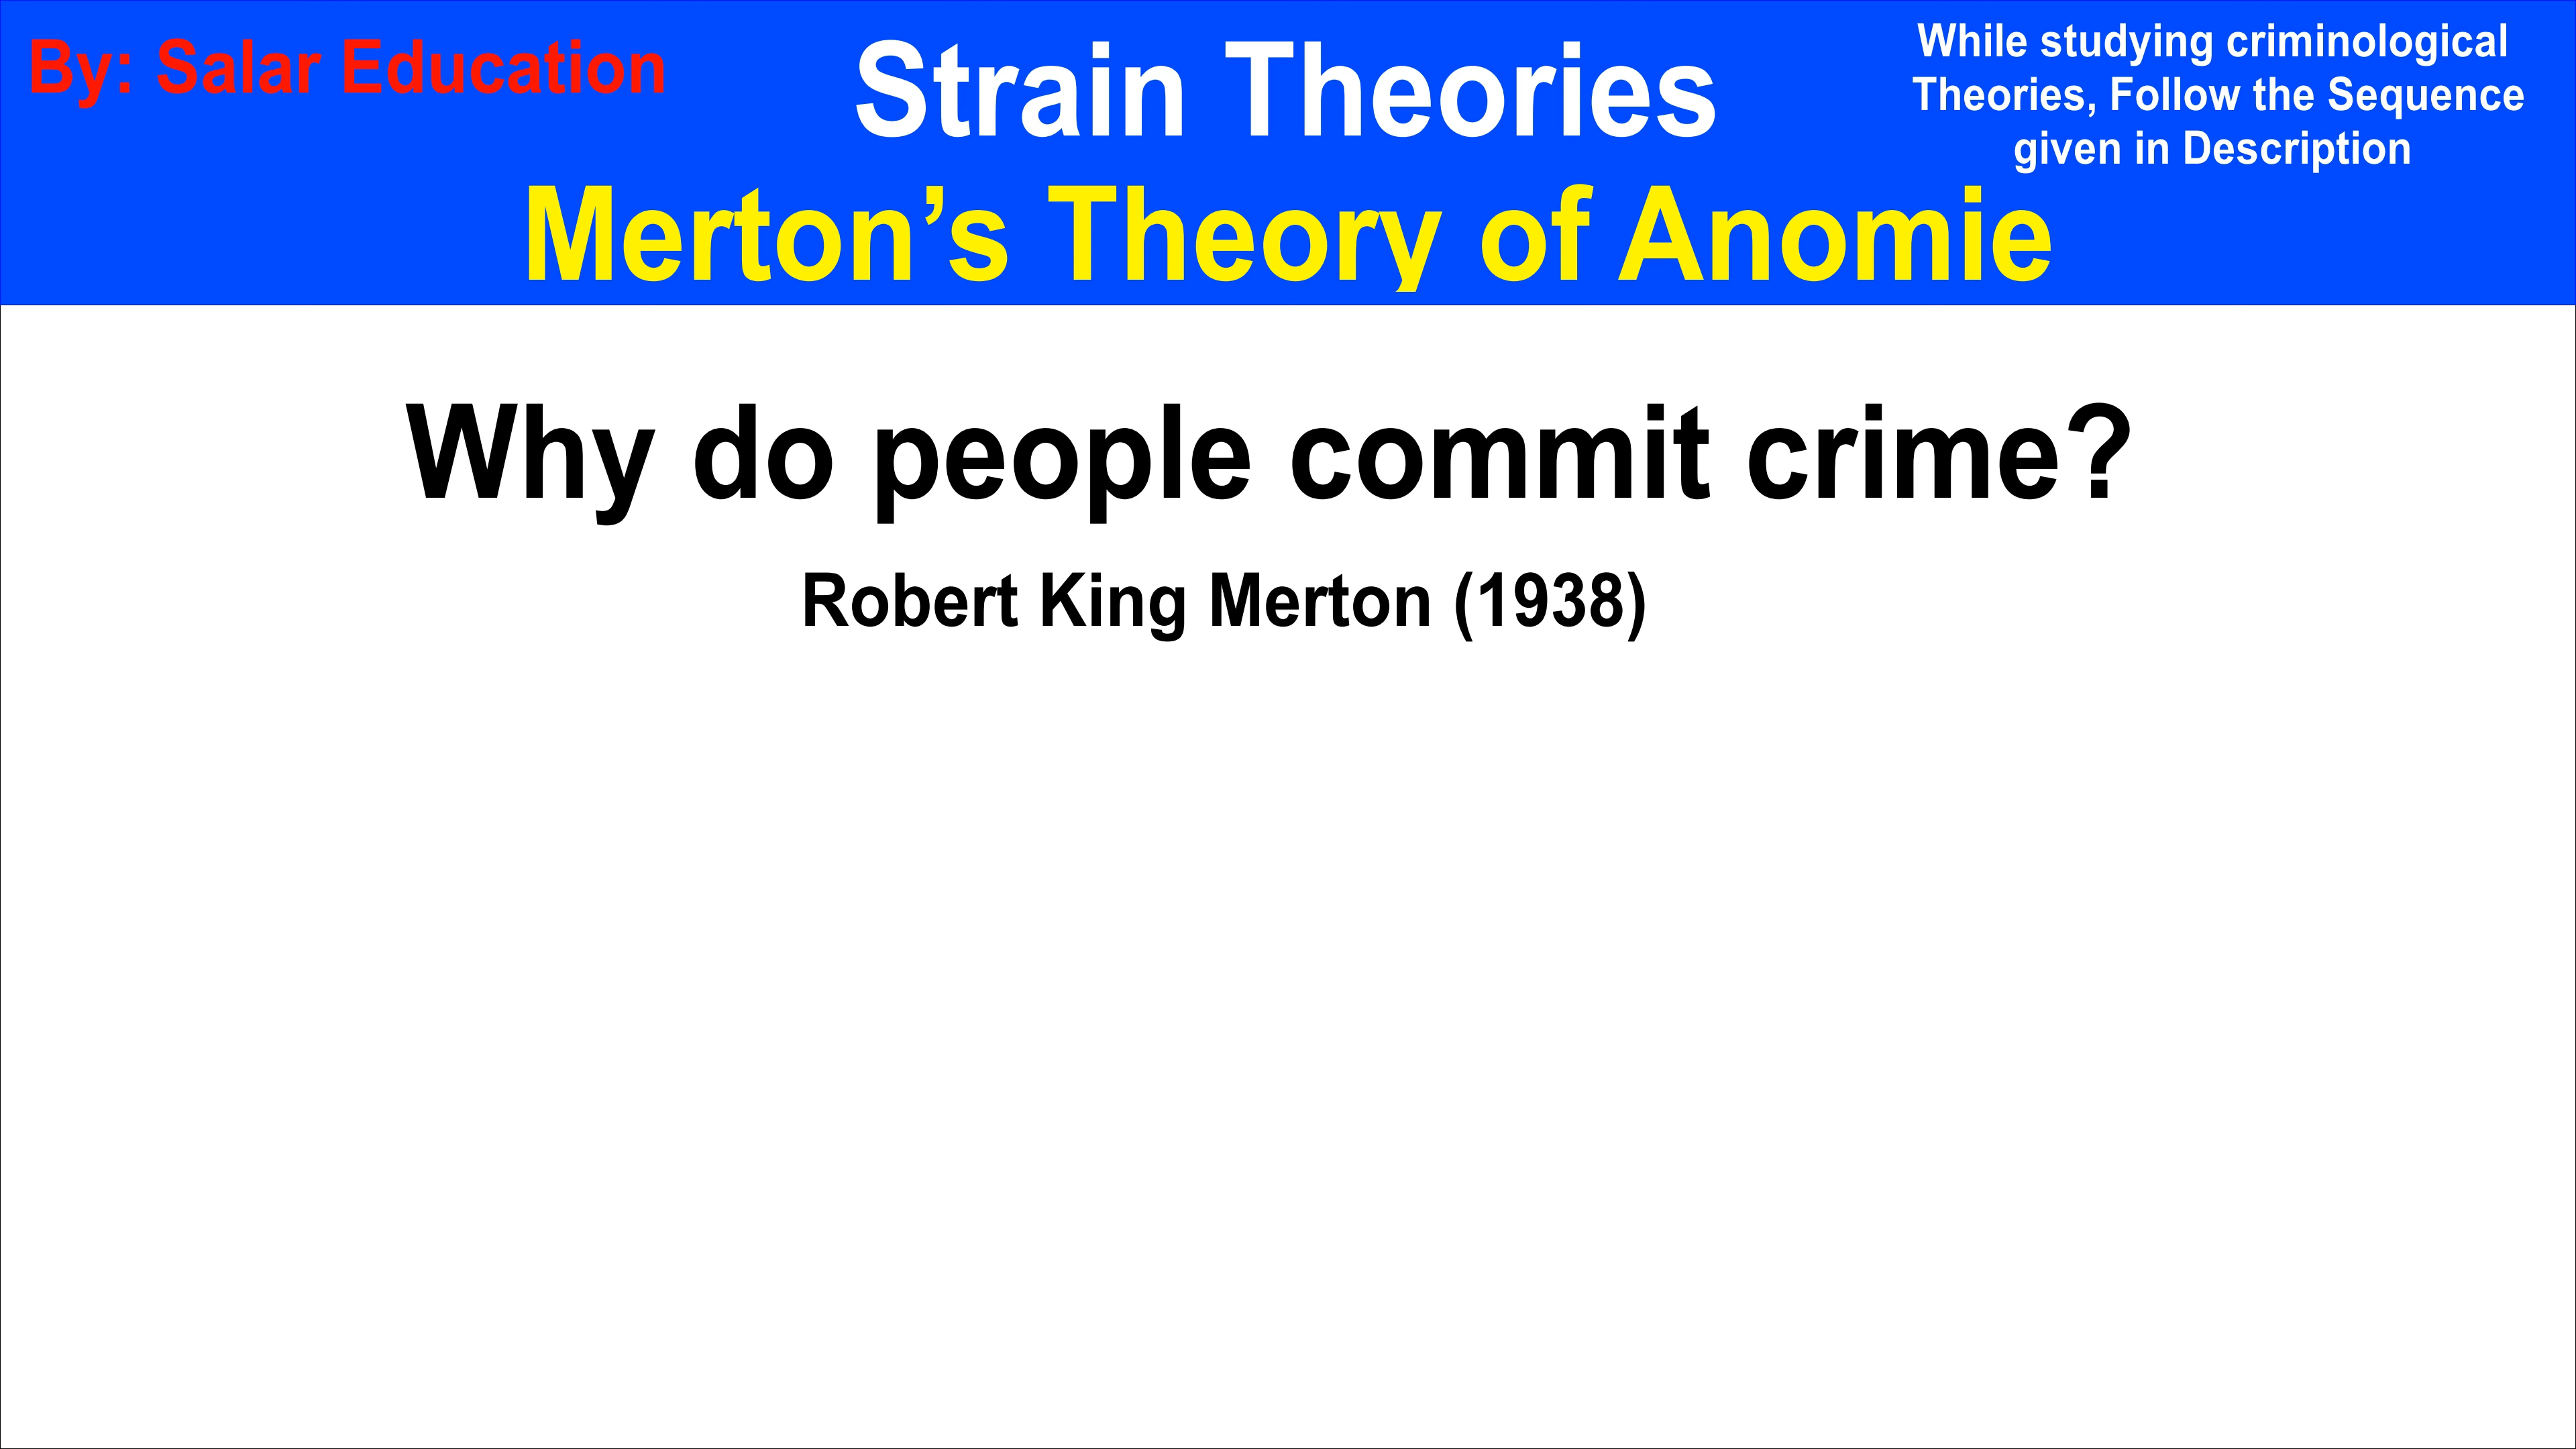 By: Salar Education
Strain Theories
While studying criminological
Theories, Follow the Sequence
given in Description
Merton’s Theory of Anomie
Why do people commit crime?
Robert King Merton (1938)